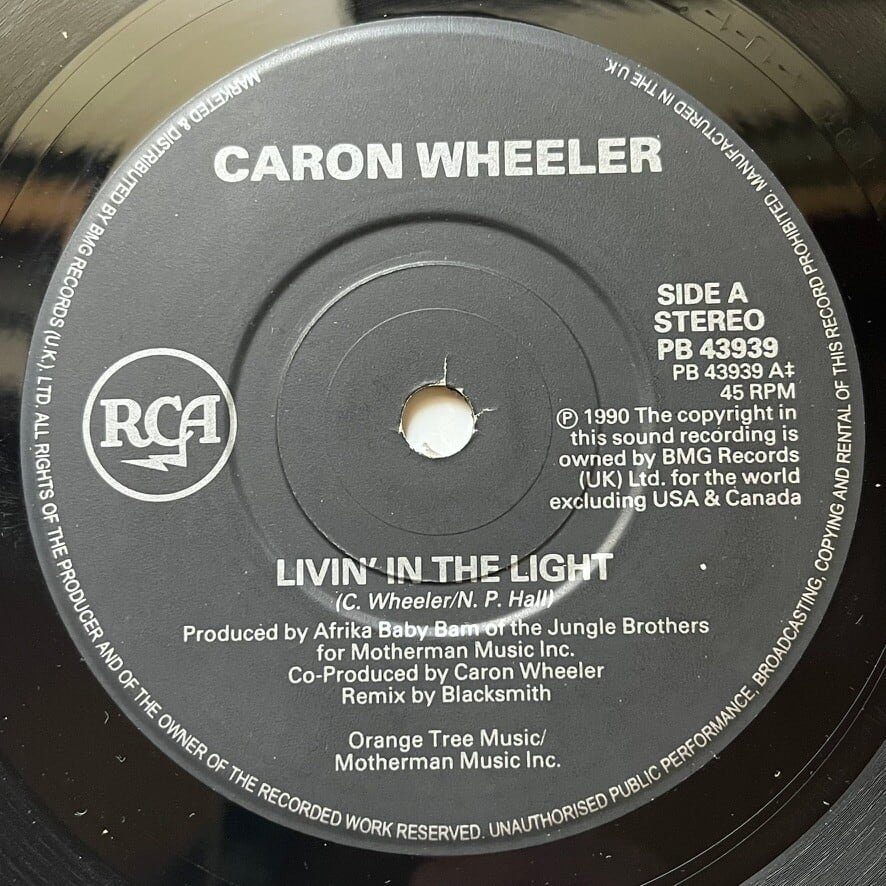 CARON WHEELER
SIDE A
STEREO
PB 43939
PB 43939 A‡
45 RPM
℗ 1990 The copyright in
this sound recording is
owned by BMG Records
(UK) Ltd. for the world
excluding USA & Canada
RCA
LIVIN' IN THE LIGHT
(C. Wheeler/N. P. Hall)
Produced by Afrika Baby Bam of the Jungle Brothers
for Motherman Music Inc.
Co-Produced by Caron Wheeler
Remix by Blacksmith
Orange Tree Music/
Motherman Music Inc.
MARKETED & DISTRIBUTED BY BMG RECORDS (U.K.), LTD. ALL RIGHTS OF THE PRODUCER AND OF THE OWNER OF THE RECORDED WORK RESERVED. UNAUTHORISED PUBLIC PERFORMANCE, BROADCASTING, COPYING AND RENTAL OF THIS RECORD PROHIBITED. MANUFACTURED IN THE U.K.